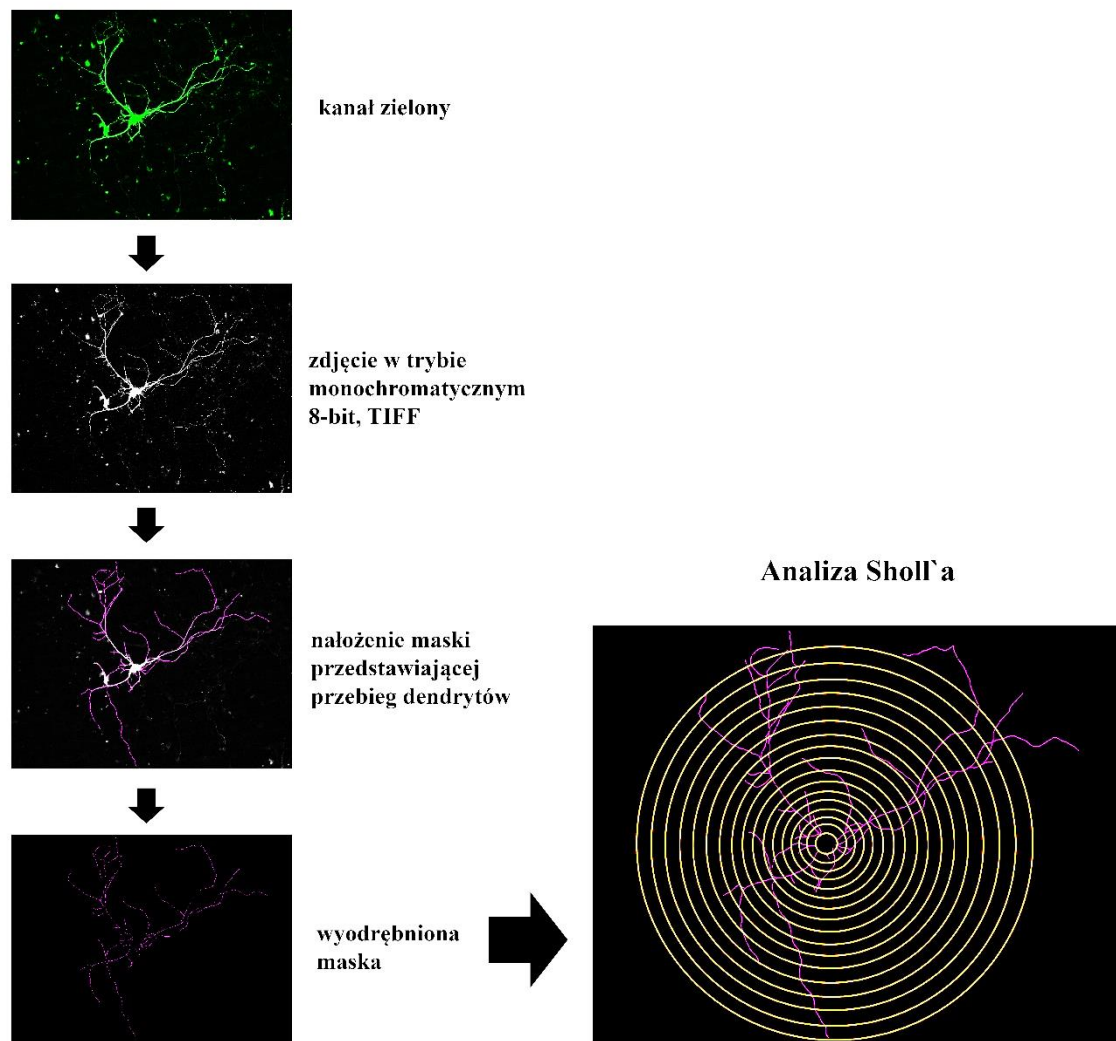 kanał zielony
zdjęcie w trybie
monochromatycznym
8-bit, TIFF
nałożenie maski
przedstawiającej
przebieg dendrytów
wyodrębniona
maska
Analiza Sholl`a